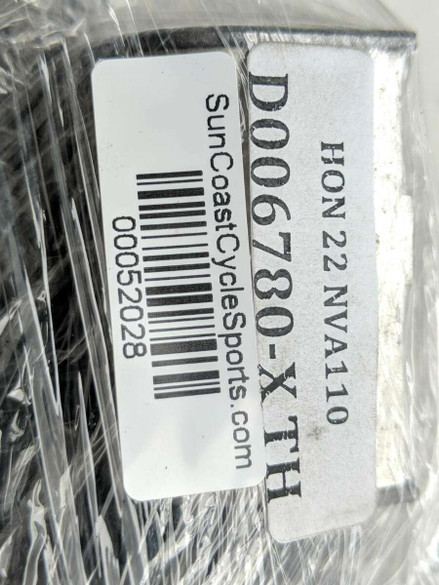 HON 22 NVA110
D006780-X TH
SunCoastCycleSports.com
00052028